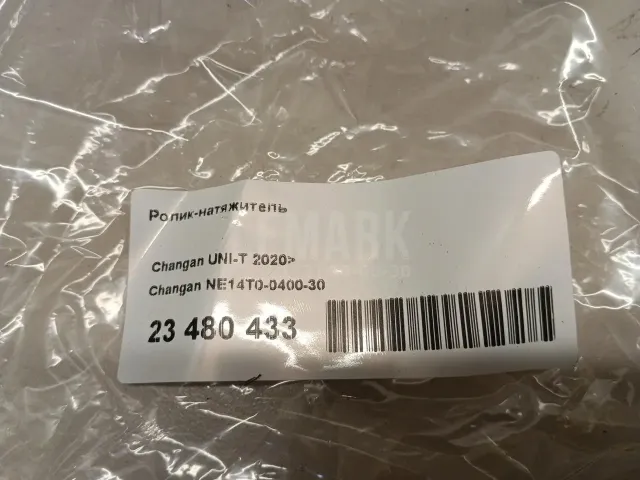 Ролик-натяжитель
Changan UNI-T 2020>
Changan NE14T0-0400-30
23 480 433